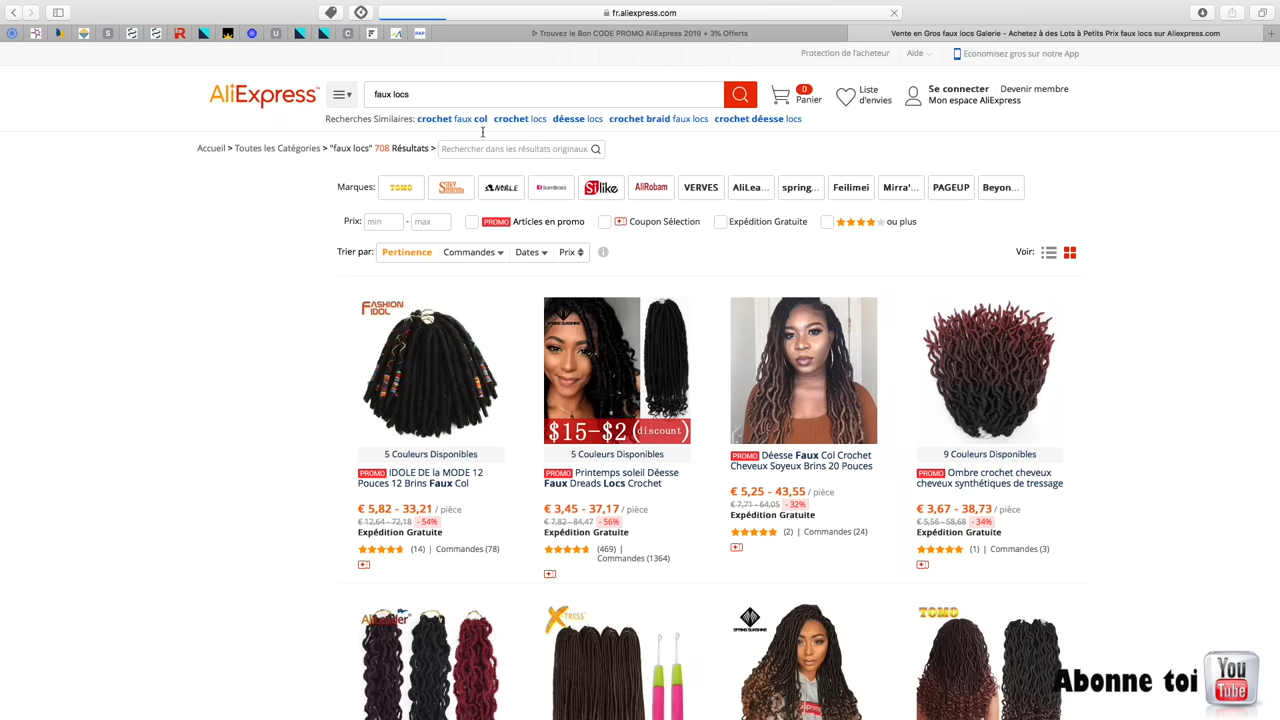 fr.aliexpress.com
Trouvez le Bon CODE PROMO AliExpress 2019 + 3% Offerts
Vente en Gros faux locs Galerie - Achetez à des Lots à Petits Prix faux locs sur Aliexpress.com
Protection de l'acheteur
Aide
Economisez gros sur notre App
AliExpress
faux locs
0
Panier
Liste
d'envies
Se connecter Devenir membre
Mon espace AliExpress
Recherches Similaires: crochet faux col crochet locs déesse locs crochet braid faux locs crochet déesse locs
Accueil > Toutes les Catégories > "faux locs" 708 Résultats >
Rechercher dans les résultats originaux.
Marques:
TOMO
NOBLE
SamBraid
Silike
AliRobam
VERVES
AliLea...
spring...
Feilimei
Mirra'...
PAGEUP
Beyon...
Prix: min - max
PROMO Articles en promo
Coupon Sélection
Expédition Gratuite
ou plus
Trier par: Pertinence Commandes Dates Prix
Voir:
FASHION
IDOL
5 Couleurs Disponibles
PROMO IDOLE DE la MODE 12
Pouces 12 Brins Faux Col
€ 5,82 - 33,21 / pièce
€ 12,64 - 72,18 - 54%
Expédition Gratuite
(14) | Commandes (78)
SPRING SUNSHINE
$15-$2 (discount)
5 Couleurs Disponibles
PROMO Printemps soleil Déesse
Faux Dreads Locs Crochet
€ 3,45 - 37,17 / pièce
€ 7,82 - 84,47 - 56%
Expédition Gratuite
(469) |
Commandes (1364)
PROMO Déesse Faux Col Crochet
Cheveux Soyeux Brins 20 Pouces
€ 5,25 - 43,55 / pièce
€ 7,71 - 64,05 - 32%
Expédition Gratuite
(2) | Commandes (24)
9 Couleurs Disponibles
PROMO Ombre crochet cheveux
cheveux synthétiques de tressage
€ 3,67 - 38,73 / pièce
€ 5,56 - 58,68 - 34%
Expédition Gratuite
(1) | Commandes (3)
AliLeader
X-TRESS
SPRING SUNSHINE
TOMO
Abonne toi
You
Tube